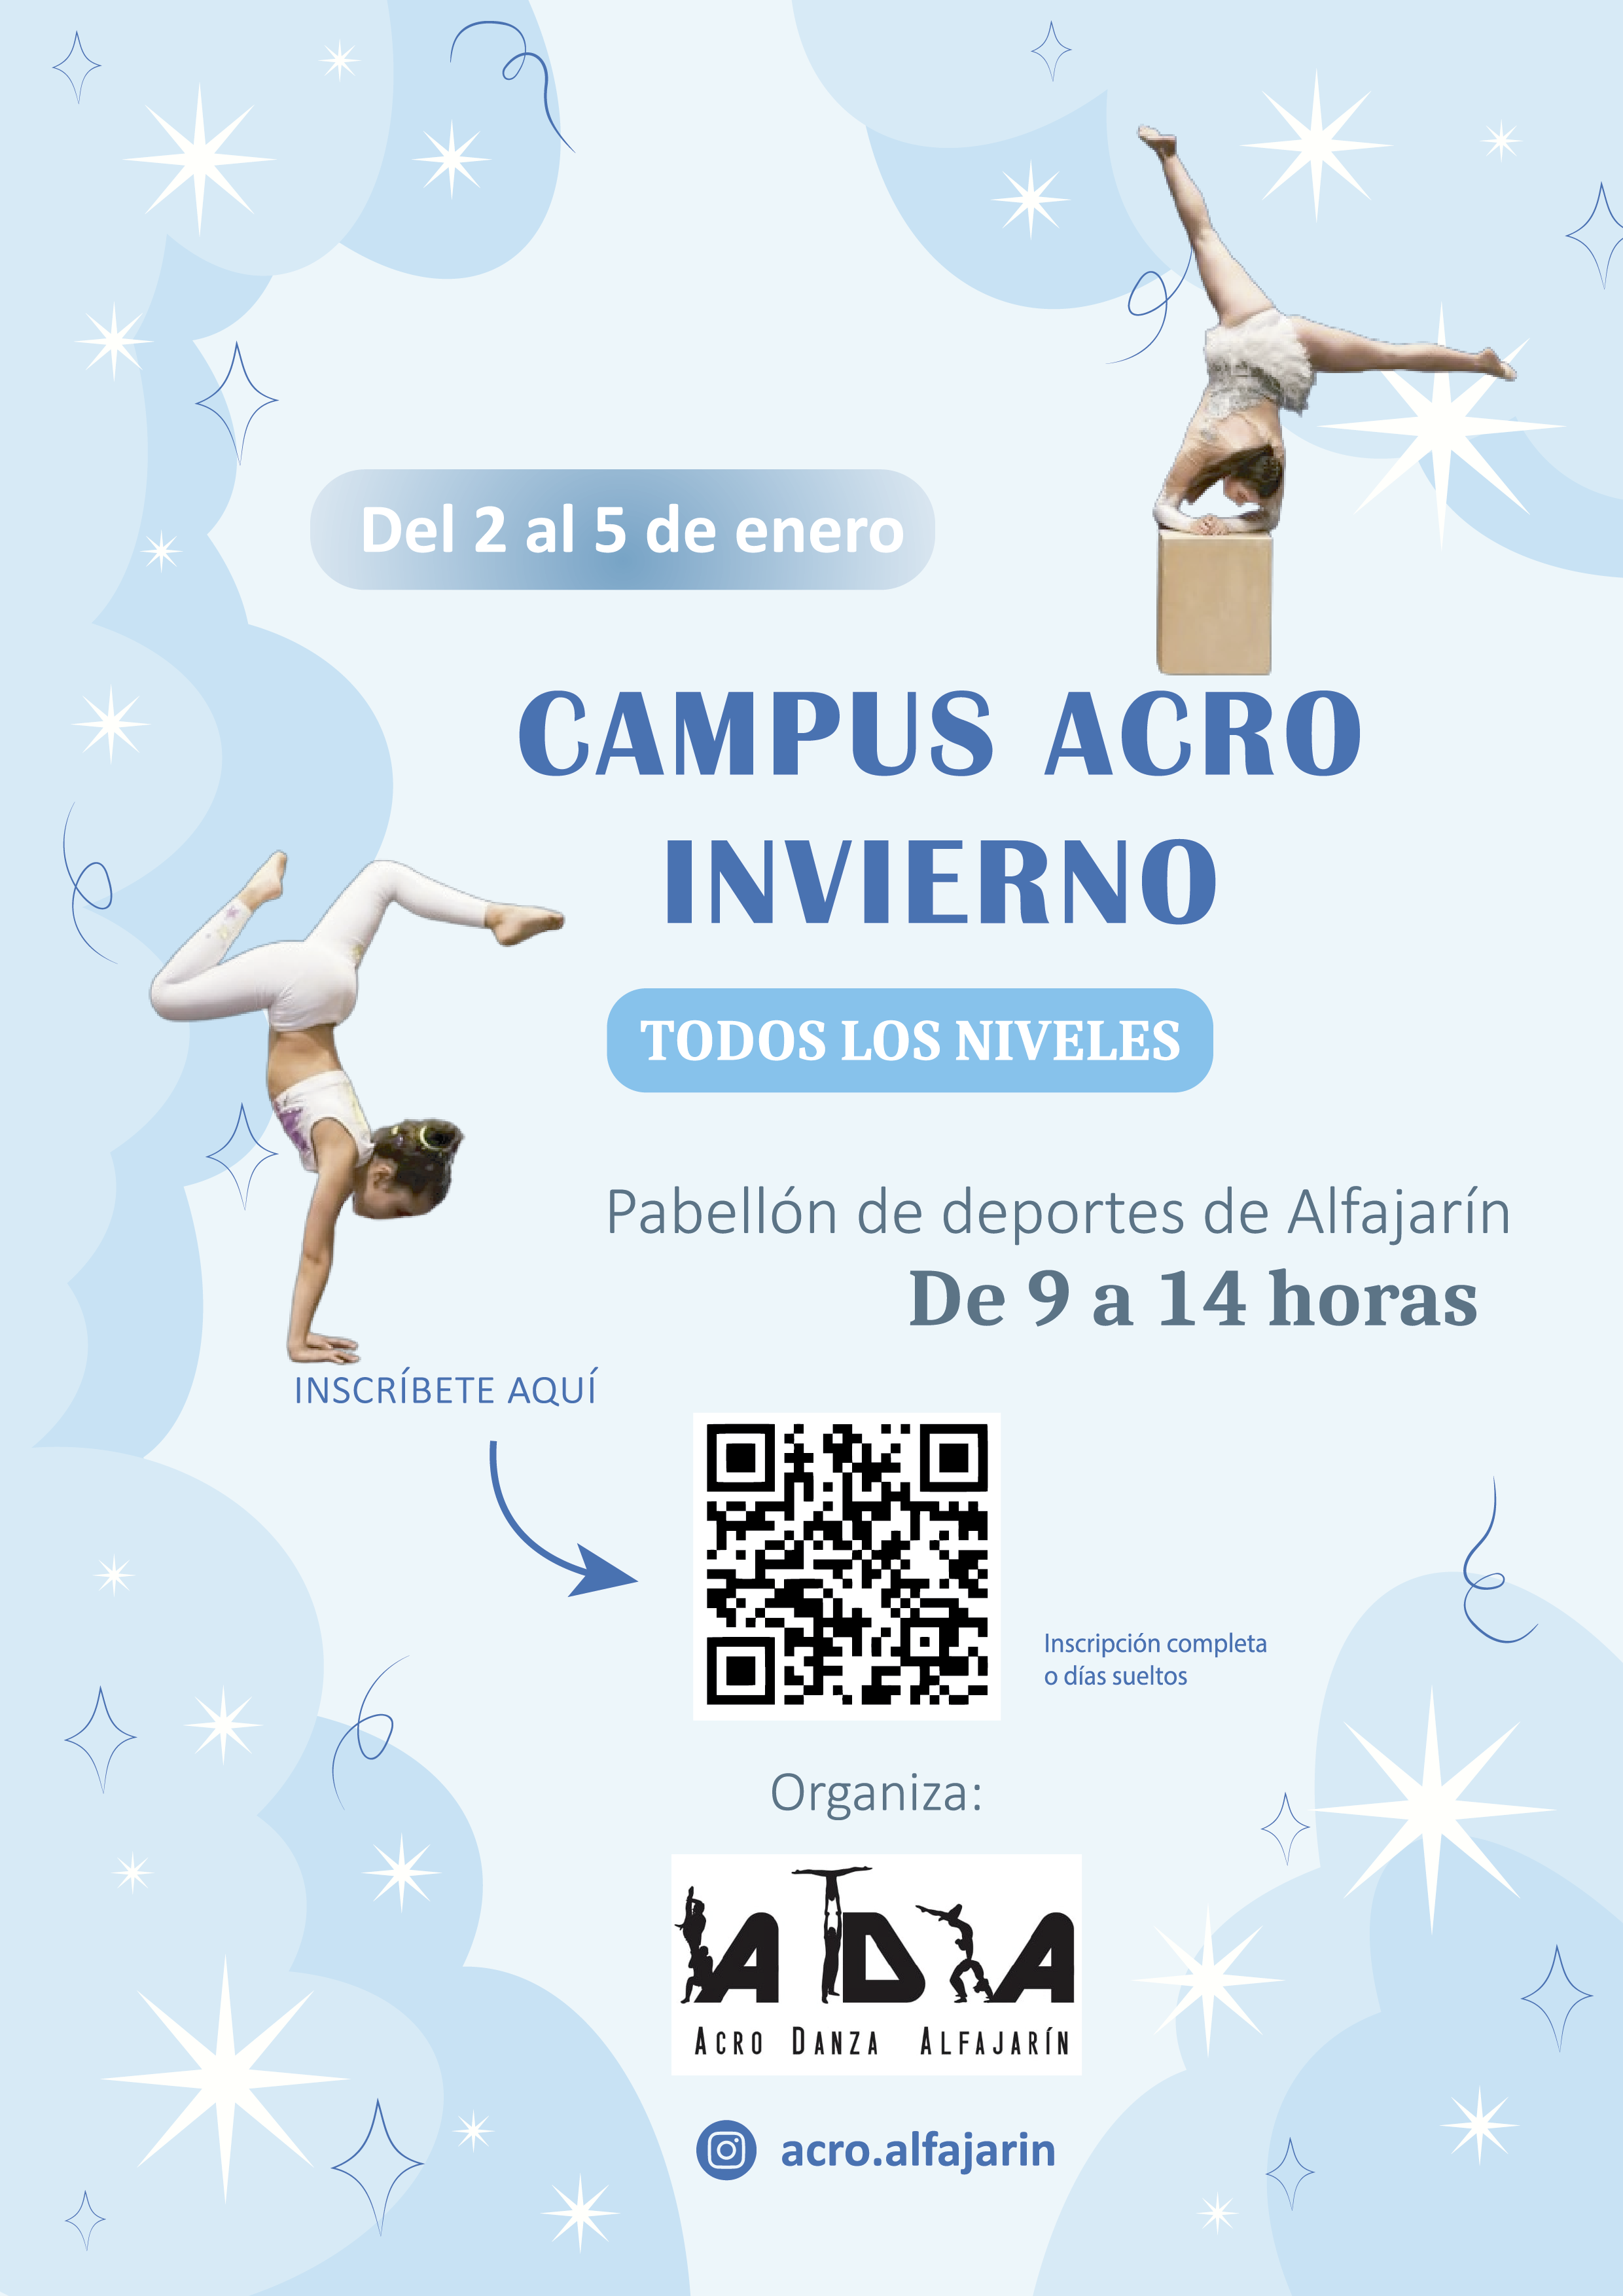 Del 2 al 5 de enero
CAMPUS ACRO
INVIERNO
TODOS LOS NIVELES
Pabellón de deportes de Alfajarín
De 9 a 14 horas
INSCRÍBETE AQUÍ
Inscripción completa
o días sueltos
Organiza:
ADA
ACRO DANZA ALFAJARÍN
acro.alfajarin